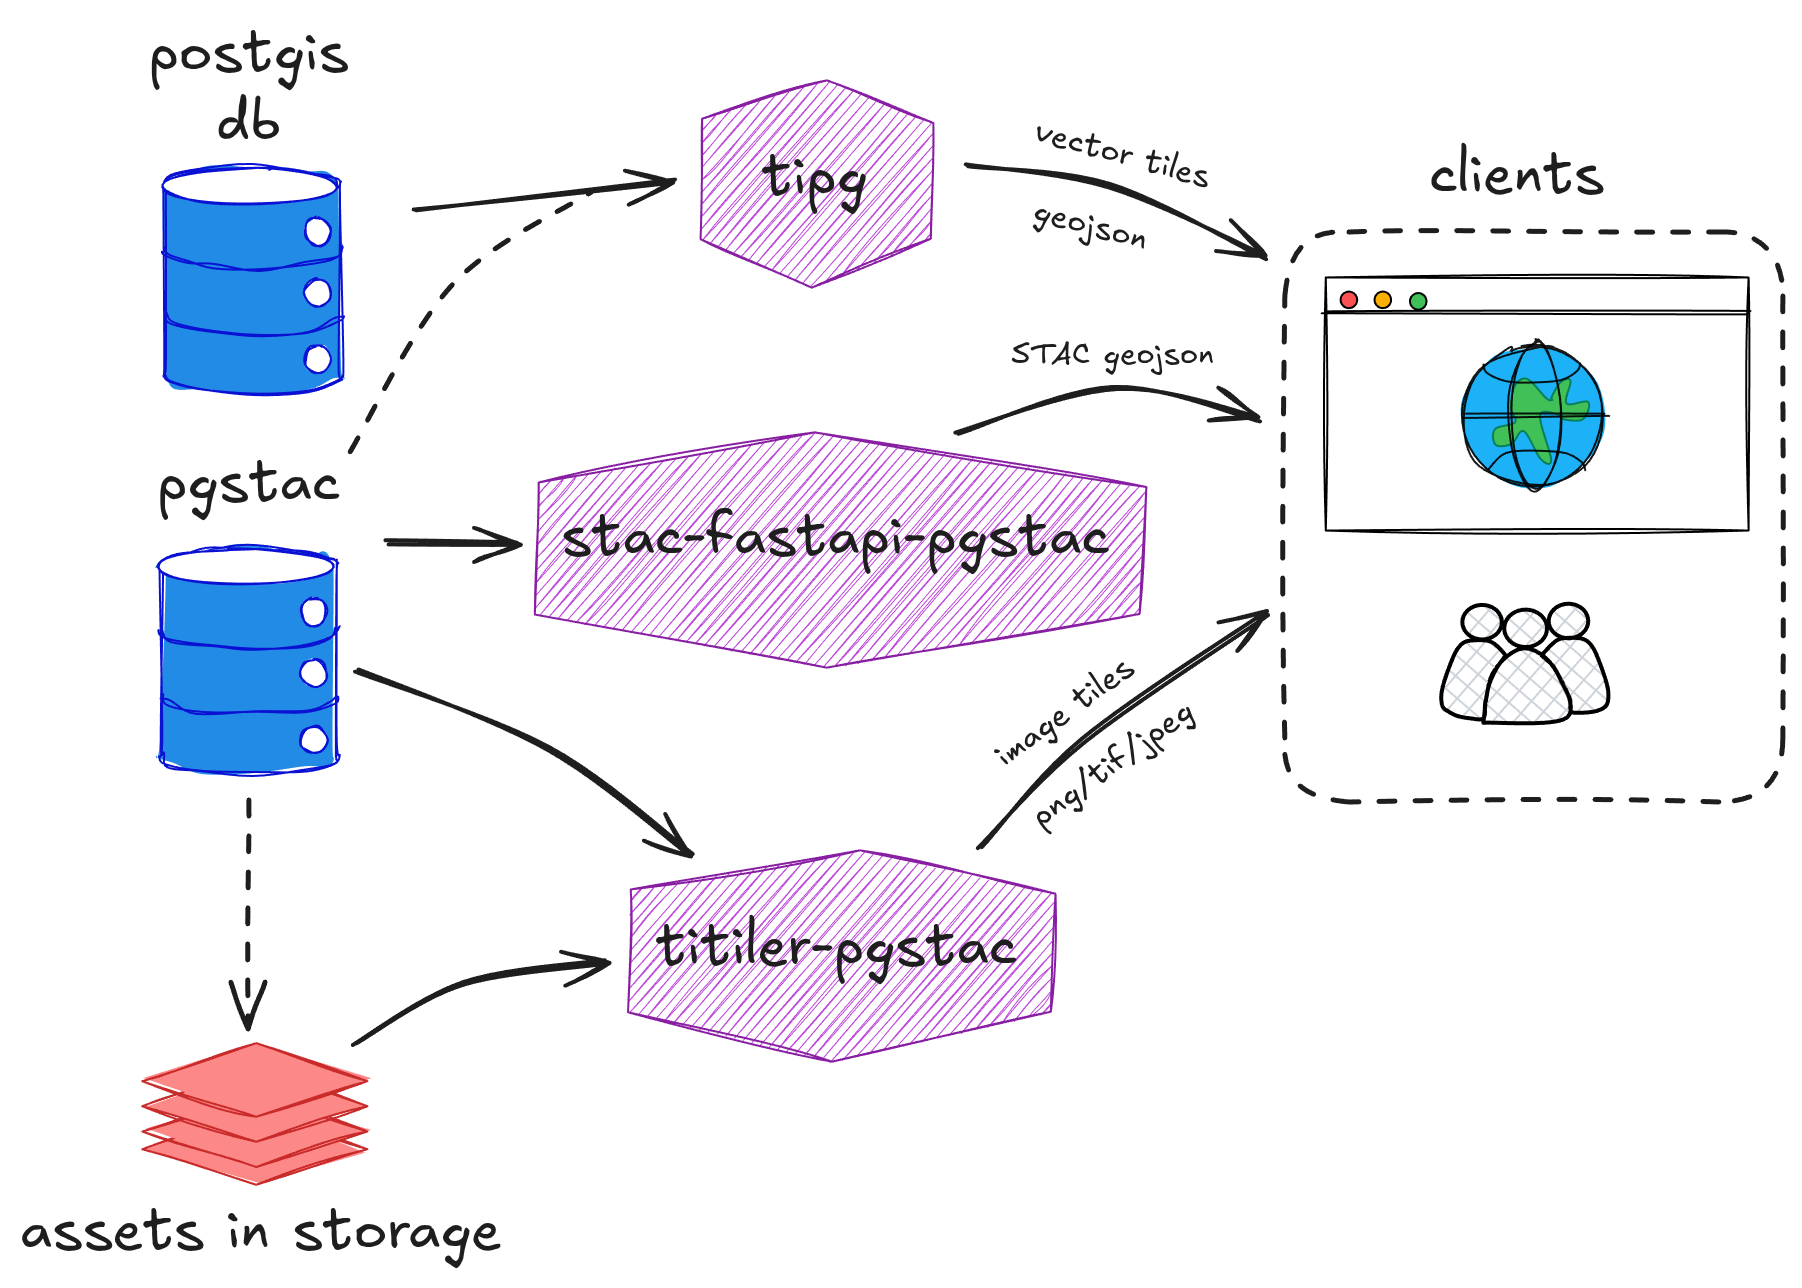 postgis
db
tipg
vector tiles
geojson
clients
STAC geojson
pgstac
stac-fastapi-pgstac
image tiles
png/tif/jpeg
titiler-pgstac
assets in storage